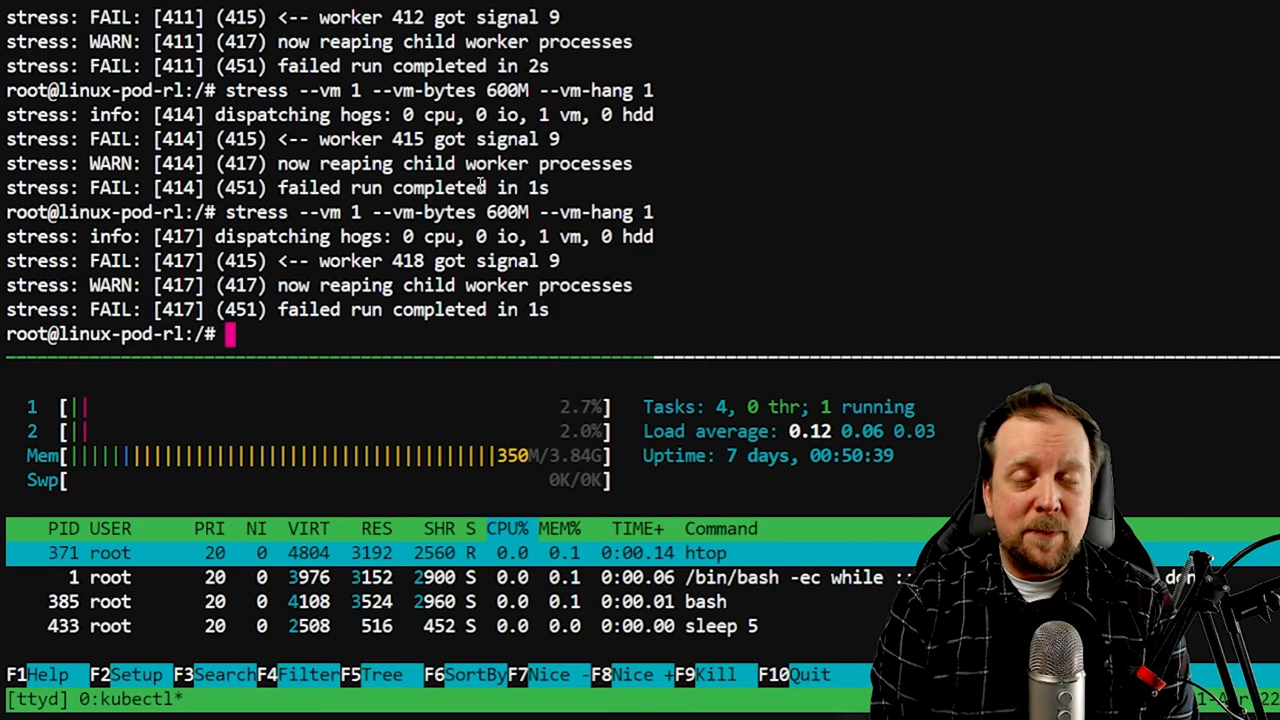 stress: FAIL: [411] (415) <-- worker 412 got signal 9
stress: WARN: [411] (417) now reaping child worker processes
stress: FAIL: [411] (451) failed run completed in 2s
root@linux-pod-rl:/# stress --vm 1 --vm-bytes 600M --vm-hang 1
stress: info: [414] dispatching hogs: 0 cpu, 0 io, 1 vm, 0 hdd
stress: FAIL: [414] (415) <-- worker 415 got signal 9
stress: WARN: [414] (417) now reaping child worker processes
stress: FAIL: [414] (451) failed run completed in 1s
root@linux-pod-rl:/# stress --vm 1 --vm-bytes 600M --vm-hang 1
stress: info: [417] dispatching hogs: 0 cpu, 0 io, 1 vm, 0 hdd
stress: FAIL: [417] (415) <-- worker 418 got signal 9
stress: WARN: [417] (417) now reaping child worker processes
stress: FAIL: [417] (451) failed run completed in 1s
root@linux-pod-rl:/#
1 [|| 2.7%] Tasks: 4, 0 thr; 1 running
2 [|| 2.0%] Load average: 0.12 0.06 0.03
Mem[||||||||||||||||||||||||||||||||||||||||350M/3.84G] Uptime: 7 days, 00:50:39
Swp[ 0K/0K]
PID USER PRI NI VIRT RES SHR S CPU% MEM% TIME+ Command
371 root 20 0 4804 3192 2560 R 0.0 0.1 0:00.14 htop
1 root 20 0 3976 3152 2900 S 0.0 0.1 0:00.06 /bin/bash -ec while :: don
385 root 20 0 4108 3524 2960 S 0.0 0.1 0:00.01 bash
433 root 20 0 2508 516 452 S 0.0 0.0 0:00.00 sleep 5
F1Help F2Setup F3SearchF4FilterF5Tree F6SortByF7Nice -F8Nice +F9Kill F10Quit
[ttyd] 0:kubectl*